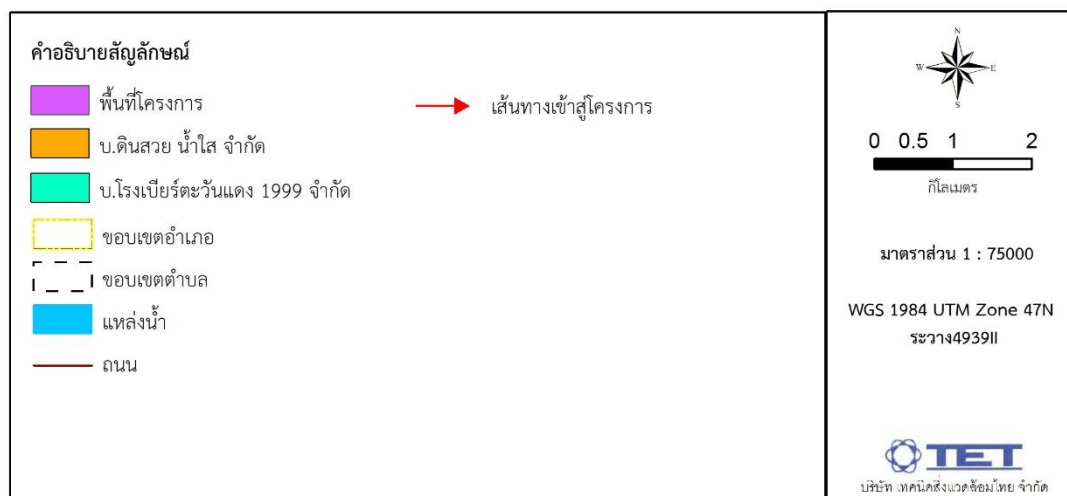 คำอธิบายสัญลักษณ์
พื้นที่โครงการ
เส้นทางเข้าสู่โครงการ
บ.ดินสวย น้ำใส จำกัด
บ.โรงเบียร์ตะวันแดง 1999 จำกัด
ขอบเขตอำเภอ
ขอบเขตตำบล
แหล่งน้ำ
ถนน
N
W
E
S
0 0.5 1 2
กิโลเมตร
มาตราส่วน 1 : 75000
WGS 1984 UTM Zone 47N
ระวาง4939II
TET
บริษัท เทคนิคสิ่งแวดล้อมไทย จำกัด